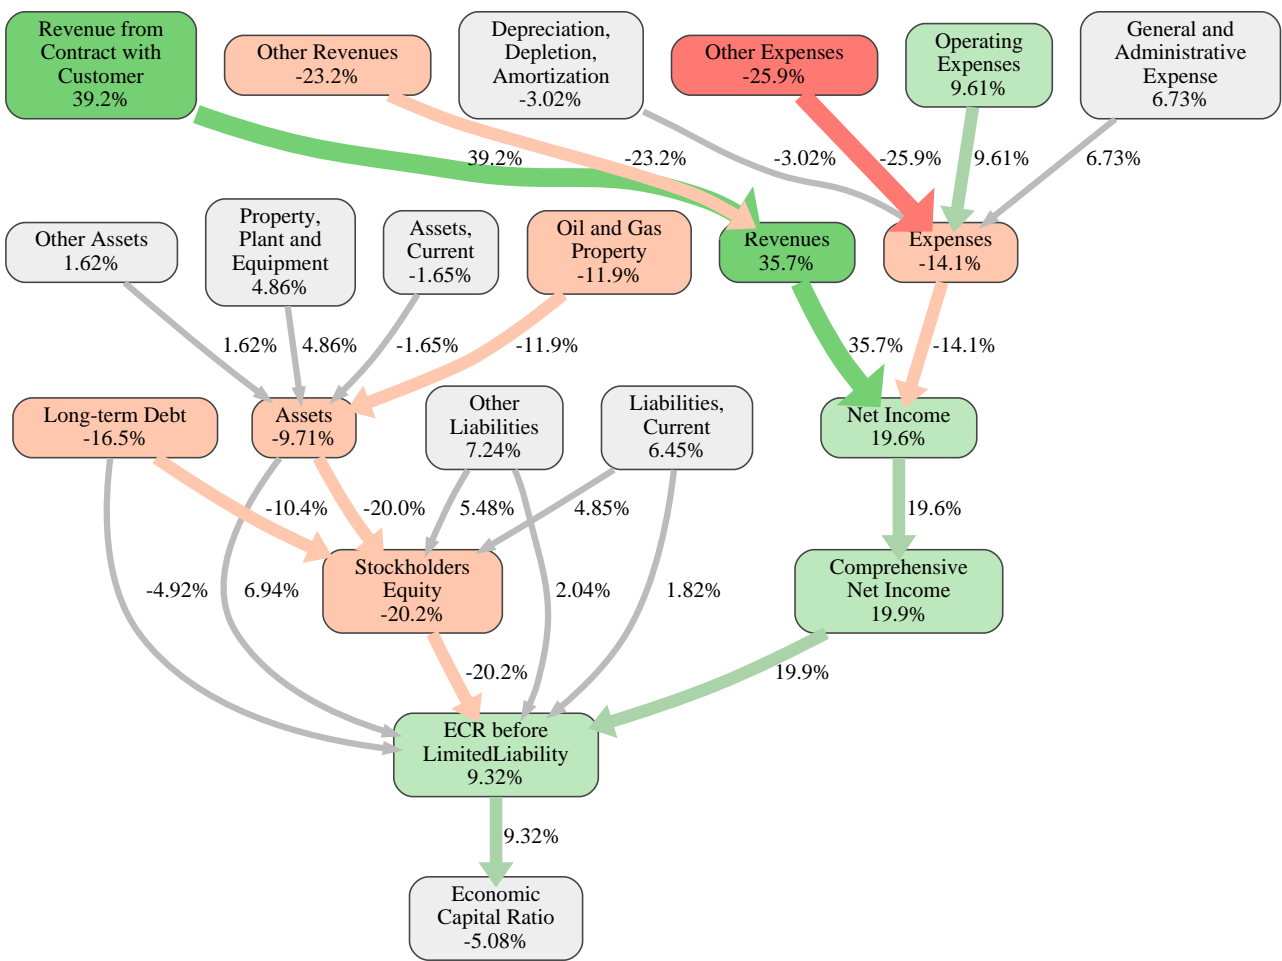 Revenue from
Contract with
Customer
39.2%
Other Revenues
-23.2%
Depreciation,
Depletion,
Amortization
-3.02%
Other Expenses
-25.9%
Operating
Expenses
9.61%
General and
Administrative
Expense
6.73%
39.2%
-23.2%
-3.02%
-25.9%
9.61%
6.73%
Other Assets
1.62%
Property,
Plant and
Equipment
4.86%
Assets,
Current
-1.65%
Oil and Gas
Property
-11.9%
Revenues
35.7%
Expenses
-14.1%
1.62%
4.86%
-1.65%
-11.9%
35.7%
-14.1%
Long-term Debt
-16.5%
Assets
-9.71%
Other
Liabilities
7.24%
Liabilities,
Current
6.45%
Net Income
19.6%
-10.4%
-20.0%
5.48%
4.85%
19.6%
-4.92%
6.94%
Stockholders
Equity
-20.2%
2.04%
1.82%
Comprehensive
Net Income
19.9%
-20.2%
19.9%
ECR before
LimitedLiability
9.32%
9.32%
Economic
Capital Ratio
-5.08%